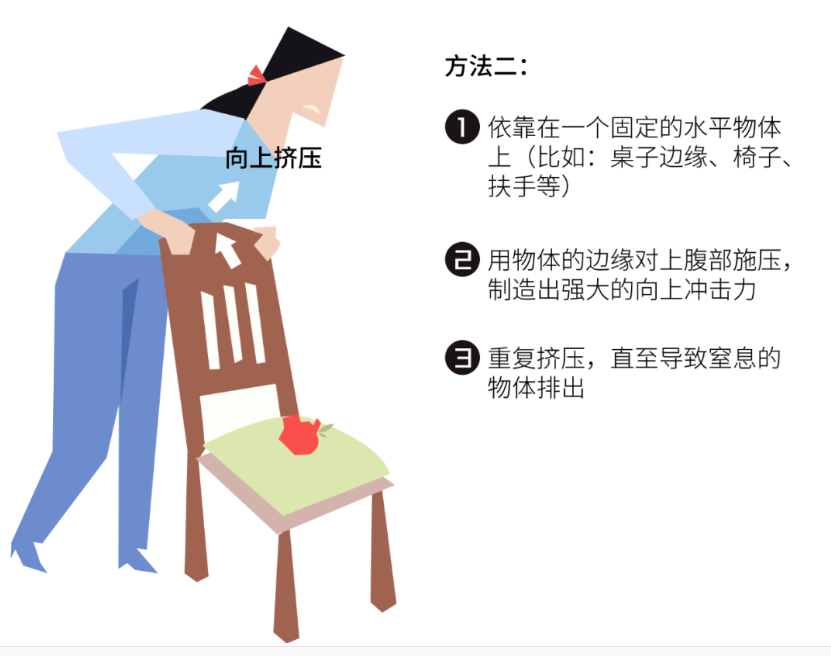 方法二：
向上挤压
1 依靠在一个固定的水平物体
上（比如：桌子边缘、椅子、
扶手等）
2 用物体的边缘对上腹部施压，
制造出强大的向上冲击力
3 重复挤压，直至导致窒息的
物体排出